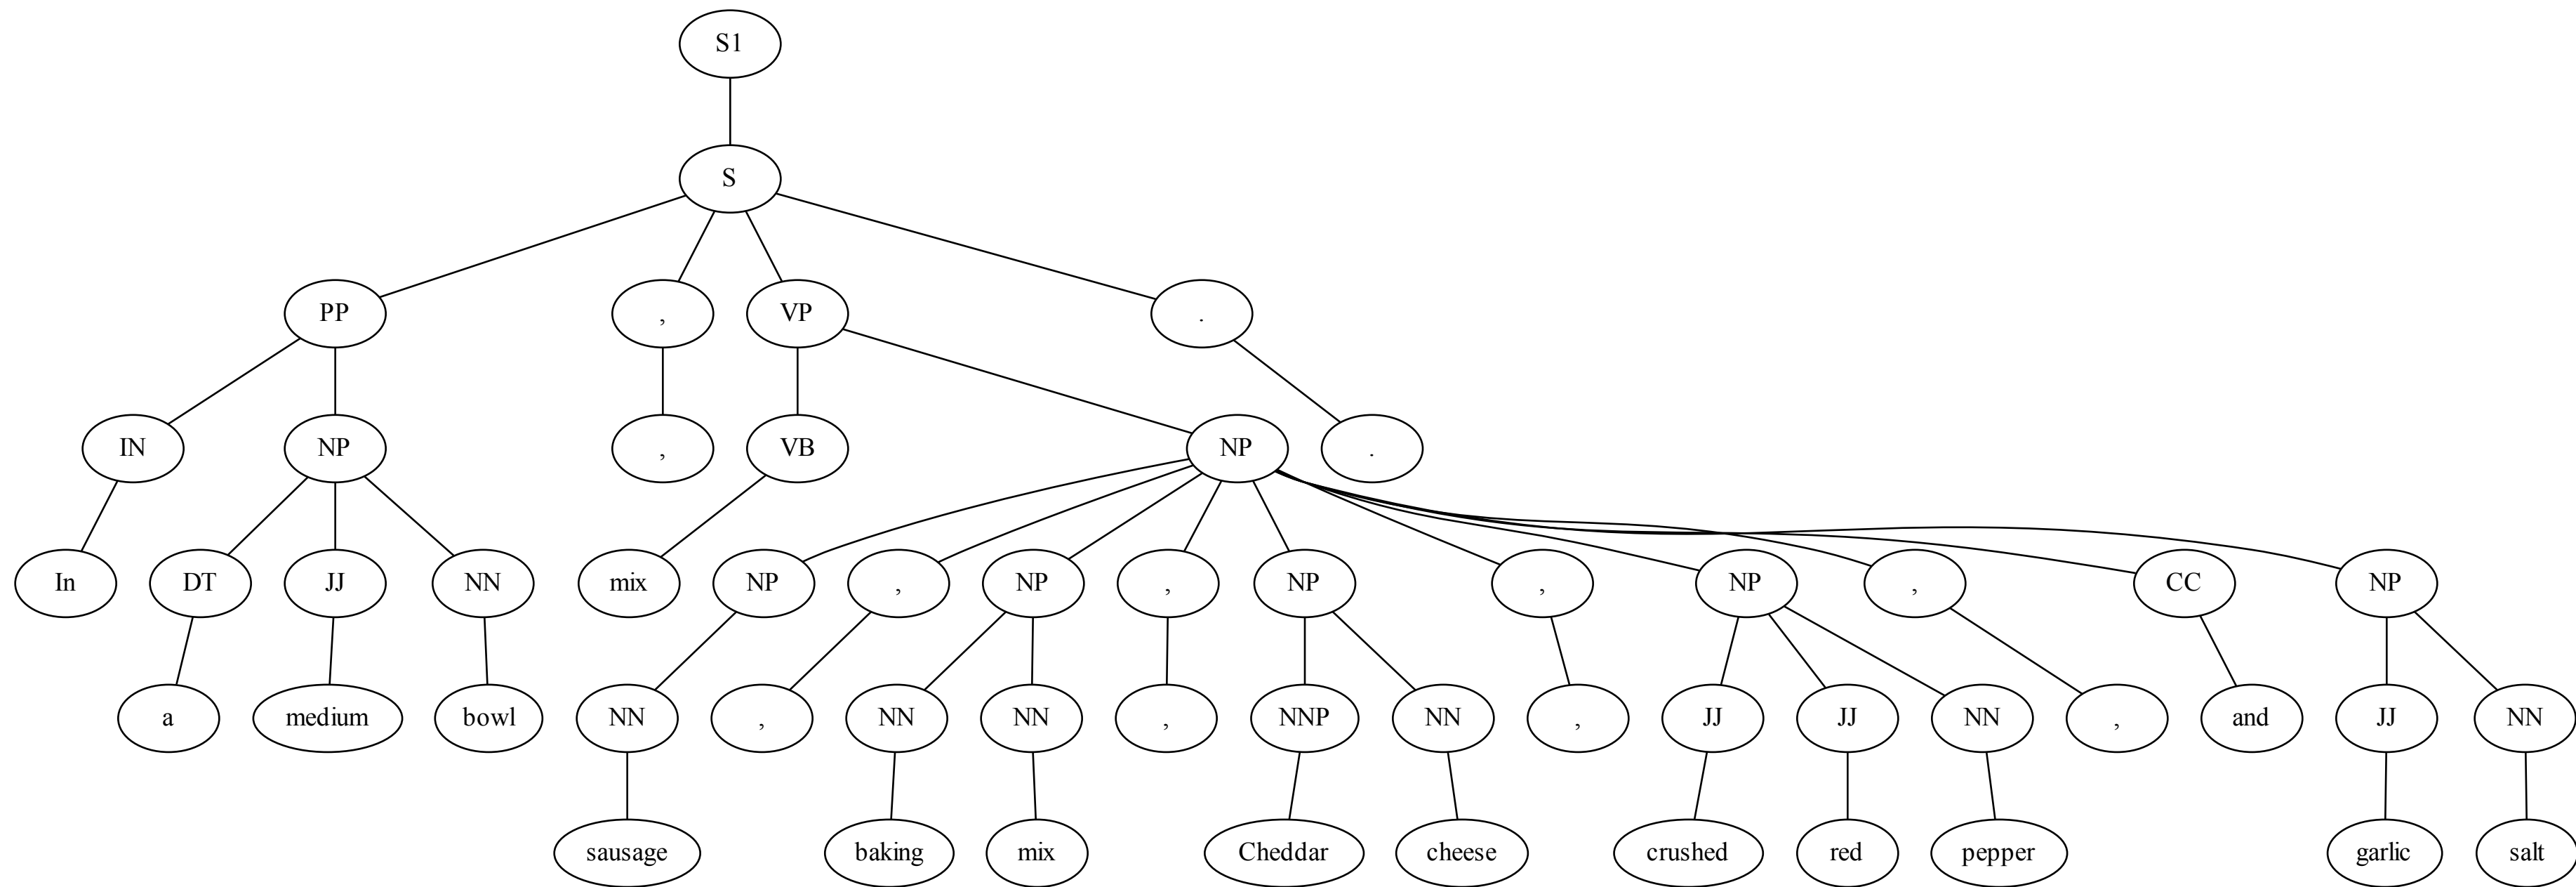 S1
S
PP , VP .
IN NP , VB NP .
In DT JJ NN mix NP , NP , NP , NP , CC NP
a medium bowl NN , NN NN , NNP NN , JJ JJ NN , and JJ NN
sausage baking mix Cheddar cheese crushed red pepper garlic salt